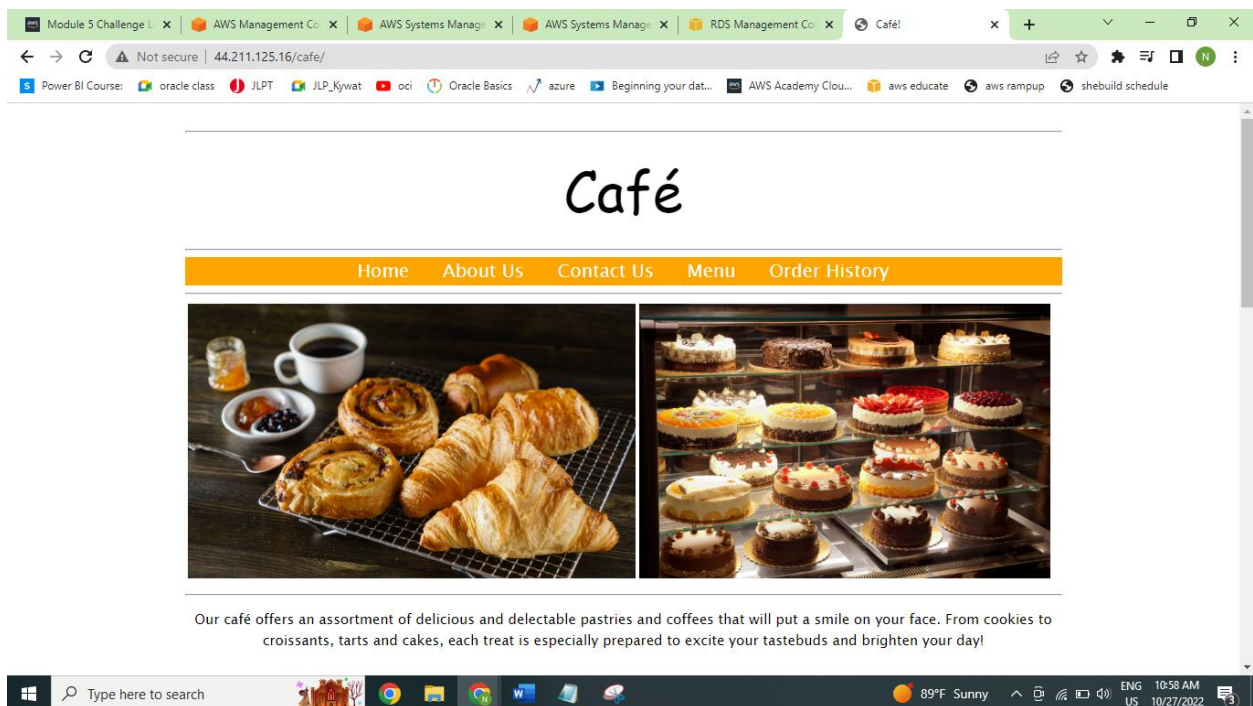 Module 5 Challenge L
AWS Management Co
AWS Systems Manage
AWS Systems Manage
RDS Management Con
Café!
Not secure | 44.211.125.16/cafe/
N
Power BI Course:
oracle class
JLPT
JLP_Kywat
oci
Oracle Basics
azure
Beginning your dat...
AWS Academy Clou...
aws educate
aws rampup
shebuild schedule
Café
Home About Us Contact Us Menu Order History
Our café offers an assortment of delicious and delectable pastries and coffees that will put a smile on your face. From cookies to
croissants, tarts and cakes, each treat is especially prepared to excite your tastebuds and brighten your day!
Type here to search
89°F Sunny
ENG
US
10:58 AM
10/27/2022
3